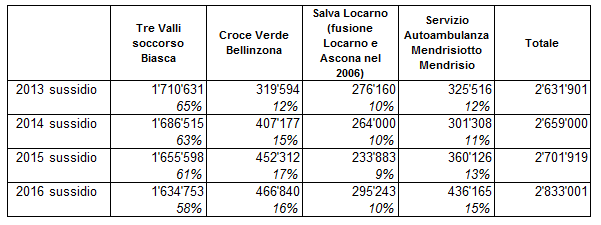 Tre Valli
soccorso
Biasca
Croce Verde
Bellinzona
Salva Locarno
(fusione
Locarno e
Ascona nel
2006)
Servizio
Autoambulanza
Mendrisiotto
Mendrisio
Totale
2013 sussidio 1'710'631 319'594 276'160 325'516 2'631'901
65% 12% 10% 12%
2014 sussidio 1'686'515 407'177 264'000 301'308 2'659'000
63% 15% 10% 11%
2015 sussidio 1'655'598 452'312 233'883 360'126 2'701'919
61% 17% 9% 13%
2016 sussidio 1'634'753 466'840 295'243 436'165 2'833'001
58% 16% 10% 15%